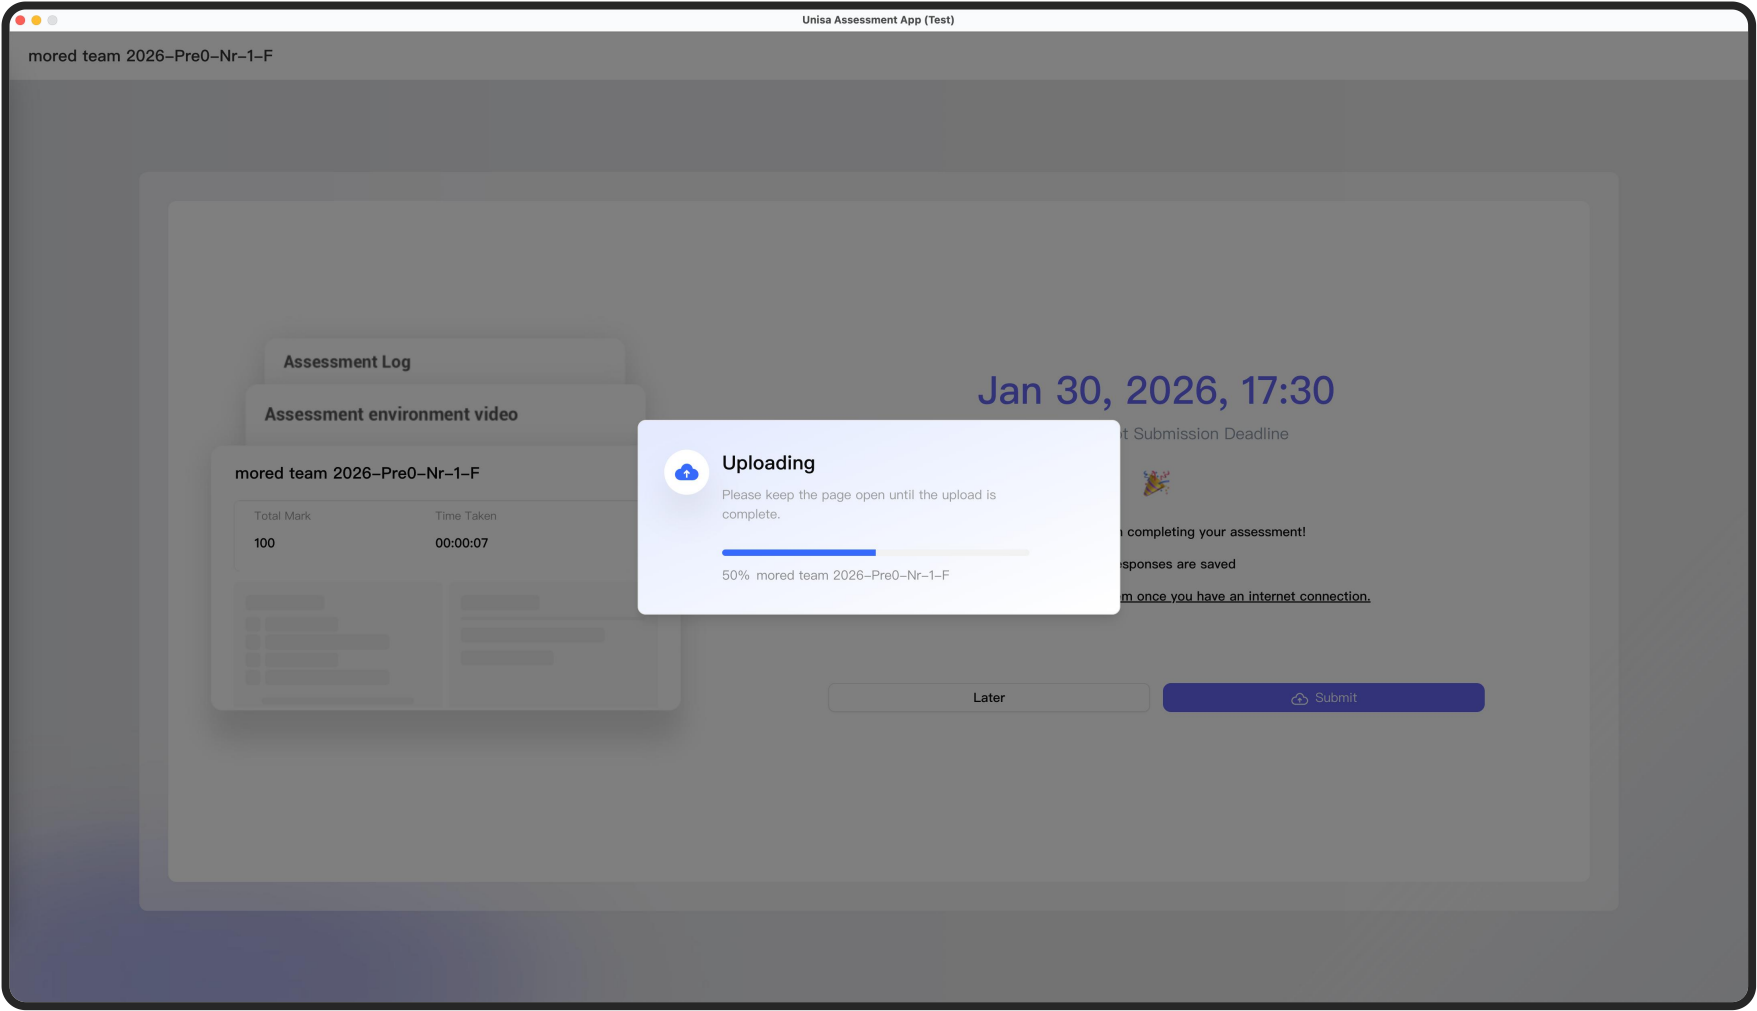 Unisa Assessment App (Test)
mored team 2026-Pre0-Nr-1-F
Assessment Log
Assessment environment video
mored team 2026-Pre0-Nr-1-F
Total Mark
Time Taken
100
00:00:07
Jan 30, 2026, 17:30
Submission Deadline
completing your assessment!
are saved
once you have an internet connection.
Later
Submit
Uploading
Please keep the page open until the upload is
complete.
50% mored team 2026-Pre0-Nr-1-F